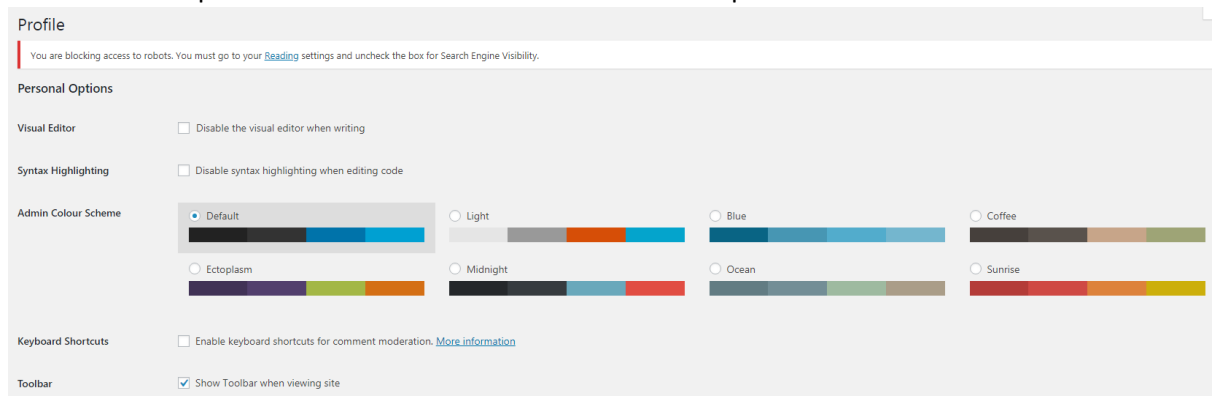 Profile
You are blocking access to robots. You must go to your Reading settings and uncheck the box for Search Engine Visibility.
Personal Options
Visual Editor Disable the visual editor when writing
Syntax Highlighting Disable syntax highlighting when editing code
Admin Colour Scheme Default Light Blue Coffee
Ectoplasm Midnight Ocean Sunrise
Keyboard Shortcuts Enable keyboard shortcuts for comment moderation. More information
Toolbar Show Toolbar when viewing site